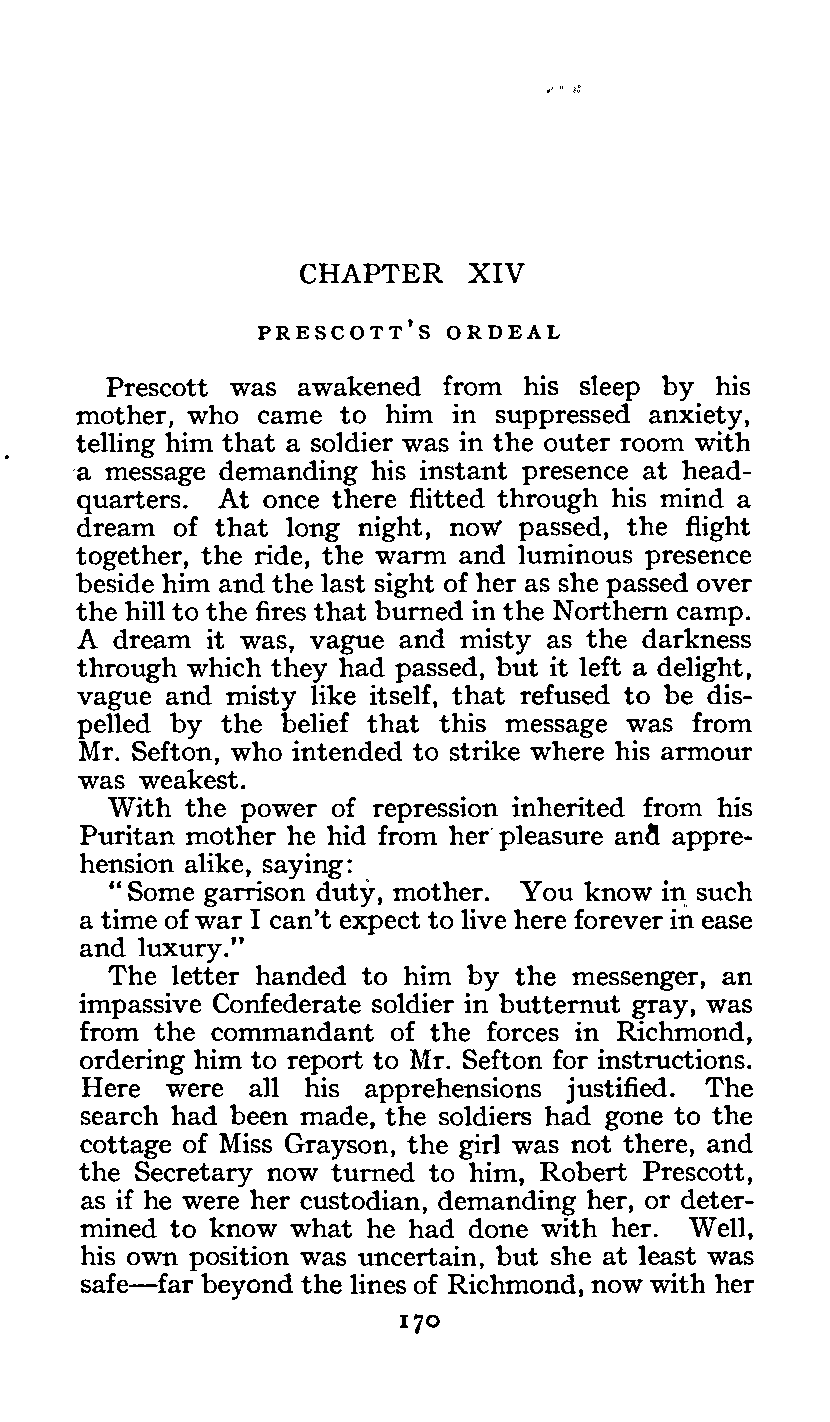 CHAPTER XIV
PRESCOTT'S ORDEAL
Prescott was awakened from his sleep by his
mother, who came to him in suppressed anxiety,
telling him that a soldier was in the outer room with
a message demanding his instant presence at head-
quarters. At once there flitted through his mind a
dream of that long night, now passed, the flight
together, the ride, the warm and luminous presence
beside him and the last sight of her as she passed over
the hill to the fires that burned in the Northern camp.
A dream it was, vague and misty as the darkness
through which they had passed, but it left a delight,
vague and misty like itself, that refused to be dis-
pelled by the belief that this message was from
Mr. Sefton, who intended to strike where his armour
was weakest.
With the power of repression inherited from his
Puritan mother he hid from her pleasure and appre-
hension alike, saying:
"Some garrison duty, mother. You know in such
a time of war I can't expect to live here forever in ease
and luxury."
The letter handed to him by the messenger, an
impassive Confederate soldier in butternut gray, was
from the commandant of the forces in Richmond,
ordering him to report to Mr. Sefton for instructions.
Here were all his apprehensions justified. The
search had been made, the soldiers had gone to the
cottage of Miss Grayson, the girl was not there, and
the Secretary now turned to him, Robert Prescott,
as if he were her custodian, demanding her, or deter-
mined to know what he had done with her. Well,
his own position was uncertain, but she at least was
safe—far beyond the lines of Richmond, now with her
170